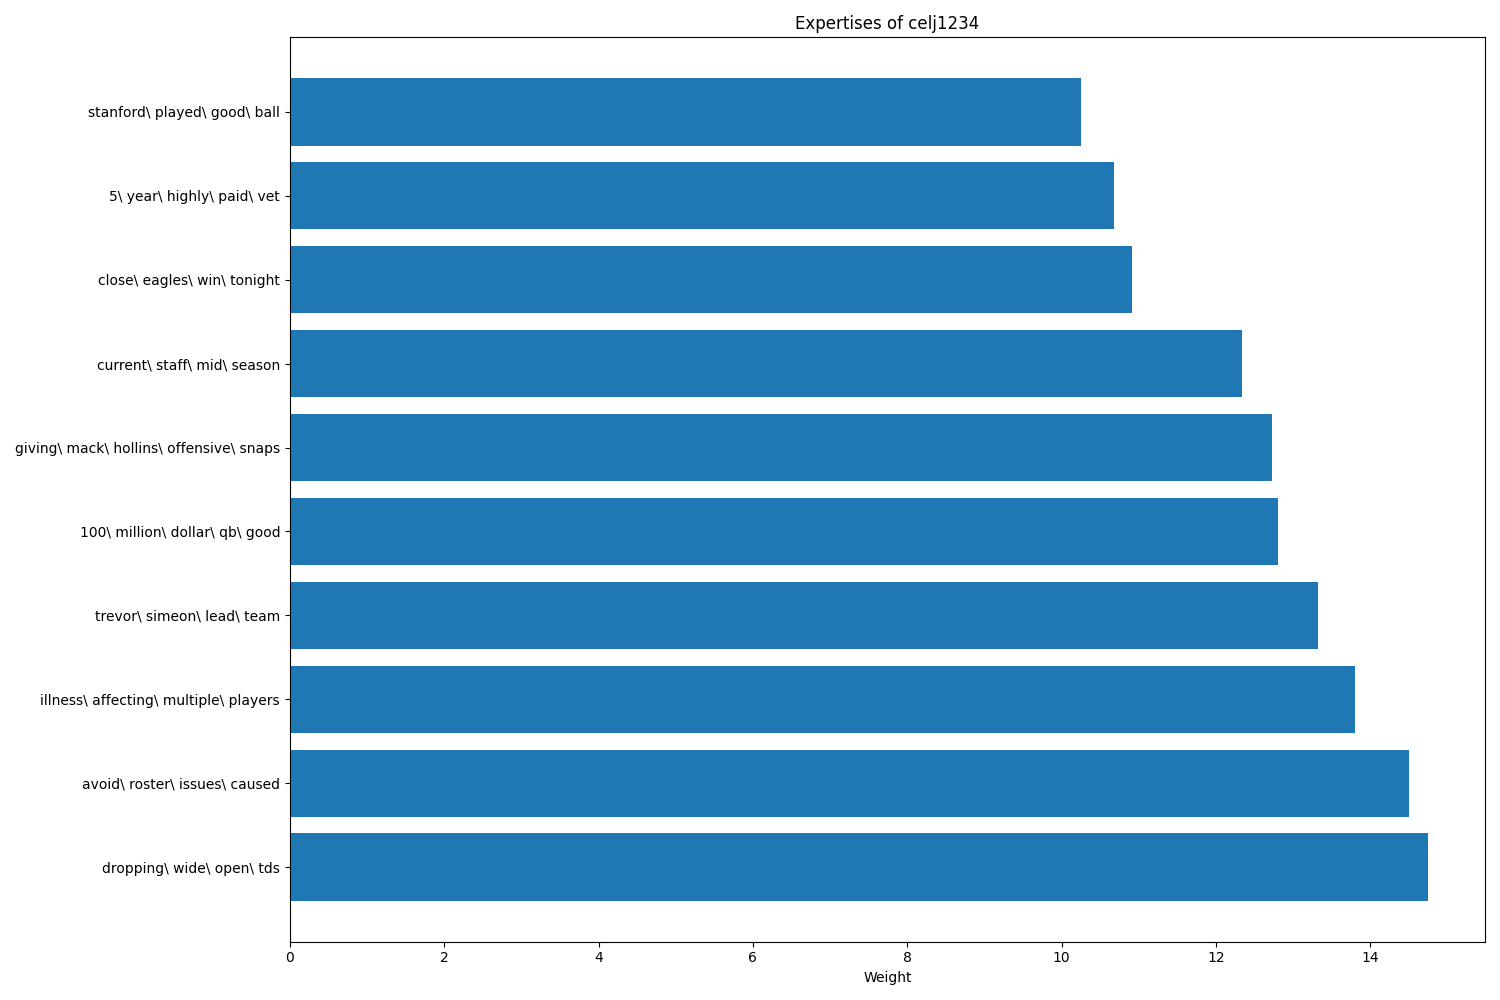 Expertises of celj1234
stanford\ played\ good\ ball
5\ year\ highly\ paid\ vet
close\ eagles\ win\ tonight
current\ staff\ mid\ season
giving\ mack\ hollins\ offensive\ snaps
100\ million\ dollar\ qb\ good
trevor\ simeon\ lead\ team
illness\ affecting\ multiple\ players
avoid\ roster\ issues\ caused
dropping\ wide\ open\ tds
0 2 4 6 8 10 12 14
Weight